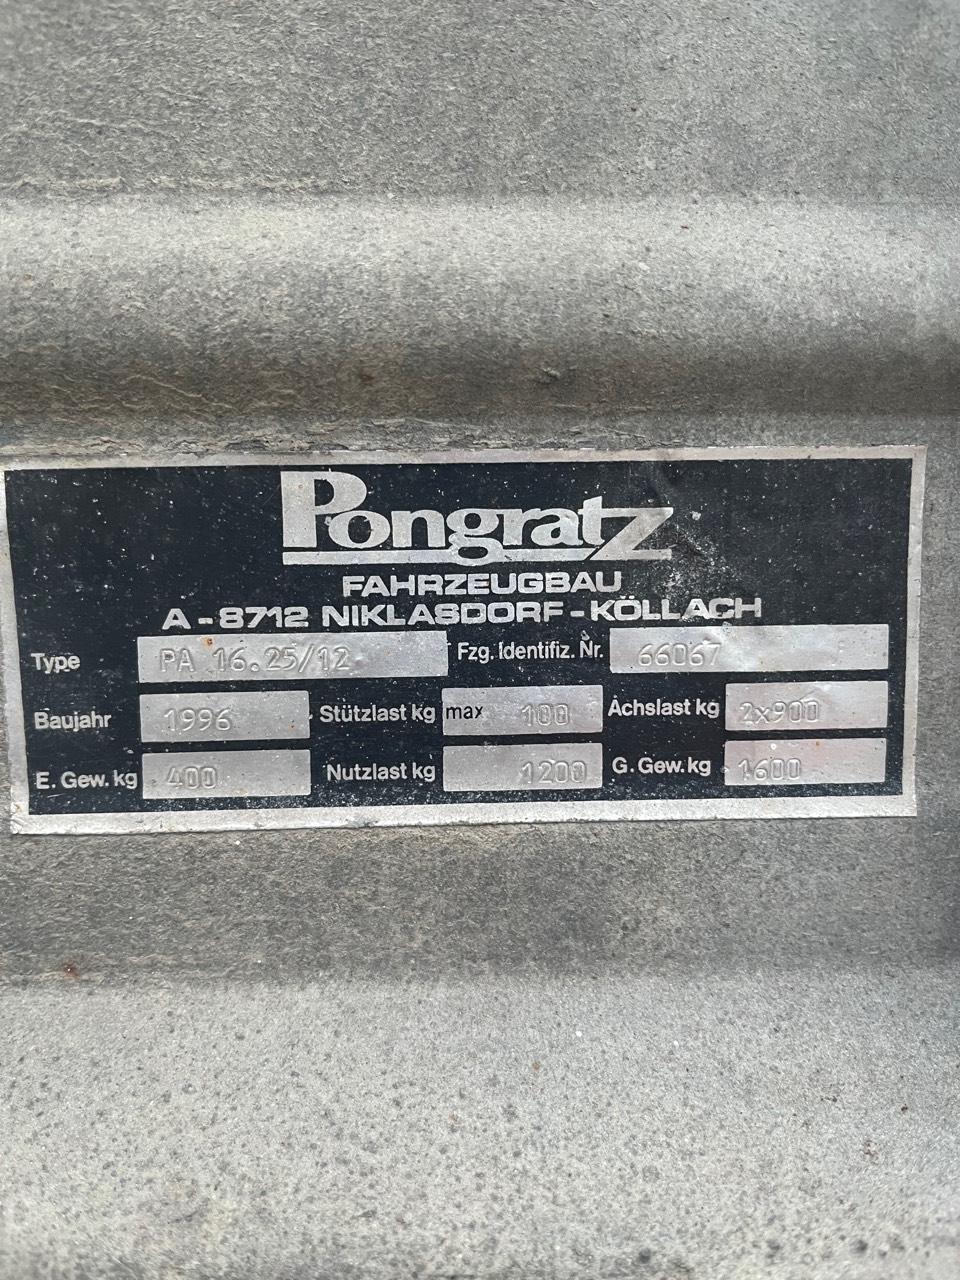 Pongratz
FAHRZEUGBAU
A-8712 NIKLASDORF-KÖLLACH
Type PA 16.25/12 Fzg. Identifiz. Nr. 66067
Baujahr 1996 Stützlast kg max 100 Achslast kg 2x900
E. Gew. kg 400 Nutzlast kg 1200 G. Gew. kg 1600